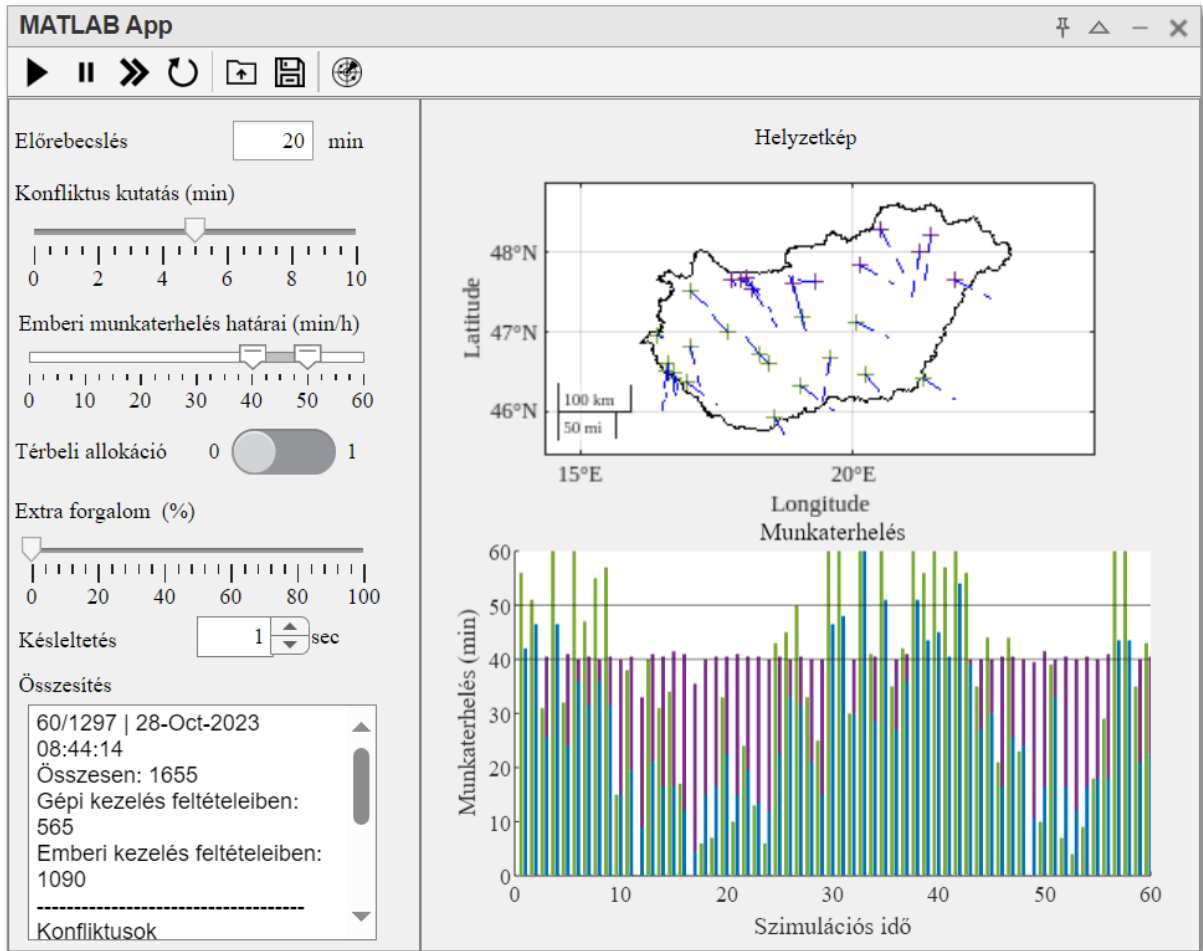 MATLAB App
Előrebecslés 20 min
Konfliktus kutatás (min)
0 2 4 6 8 10
Emberi munkaterhelés határai (min/h)
0 10 20 30 40 50 60
Térbeli allokáció 0 1
Extra forgalom (%)
0 20 40 60 80 100
Késleltetés 1 sec
Összesítés
60/1297 | 28-Oct-2023
08:44:14
Összesen: 1655
Gépi kezelés feltételeiben:
565
Emberi kezelés feltételeiben:
1090
------------------------------------
Konfliktusok
Helyzetkép
48°N
47°N
46°N
Latitude
100 km
50 mi
15°E 20°E
Longitude
Munkaterhelés
60
50
40
30
20
10
0
Munkaterhelés (min)
0 10 20 30 40 50 60
Szimulációs idő